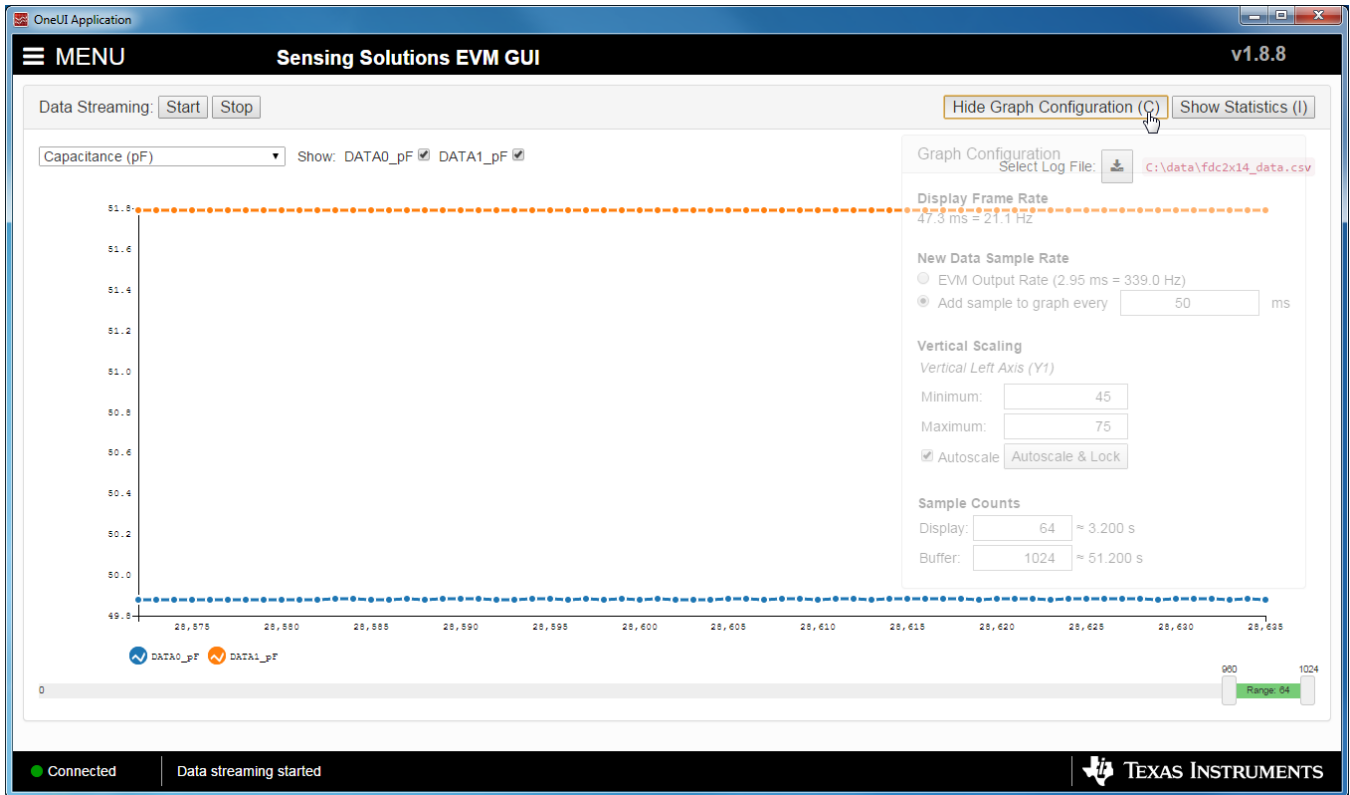 OneUI Application
MENU
Sensing Solutions EVM GUI
v1.8.8
Data Streaming: Start Stop
Hide Graph Configuration (C)
Show Statistics (I)
Capacitance (pF)
Show: DATA0_pF DATA1_pF
Graph Configuration
Select Log File: C:\data\fdc2x14_data.csv
Display Frame Rate
47.3 ms = 21.1 Hz
New Data Sample Rate
EVM Output Rate (2.95 ms = 339.0 Hz)
Add sample to graph every 50 ms
Vertical Scaling
Vertical Left Axis (Y1)
Minimum: 45
Maximum: 75
Autoscale Autoscale & Lock
Sample Counts
Display: 64 ≈ 3.200 s
Buffer: 1024 ≈ 51.200 s
51.8
51.6
51.4
51.2
51.0
50.8
50.6
50.4
50.2
50.0
49.8
28,575 28,580 28,585 28,590 28,595 28,600 28,605 28,610 28,615 28,620 28,625 28,630 28,635
DATA0_pF DATA1_pF
960 1024
0 Range: 64
Connected
Data streaming started
TEXAS INSTRUMENTS